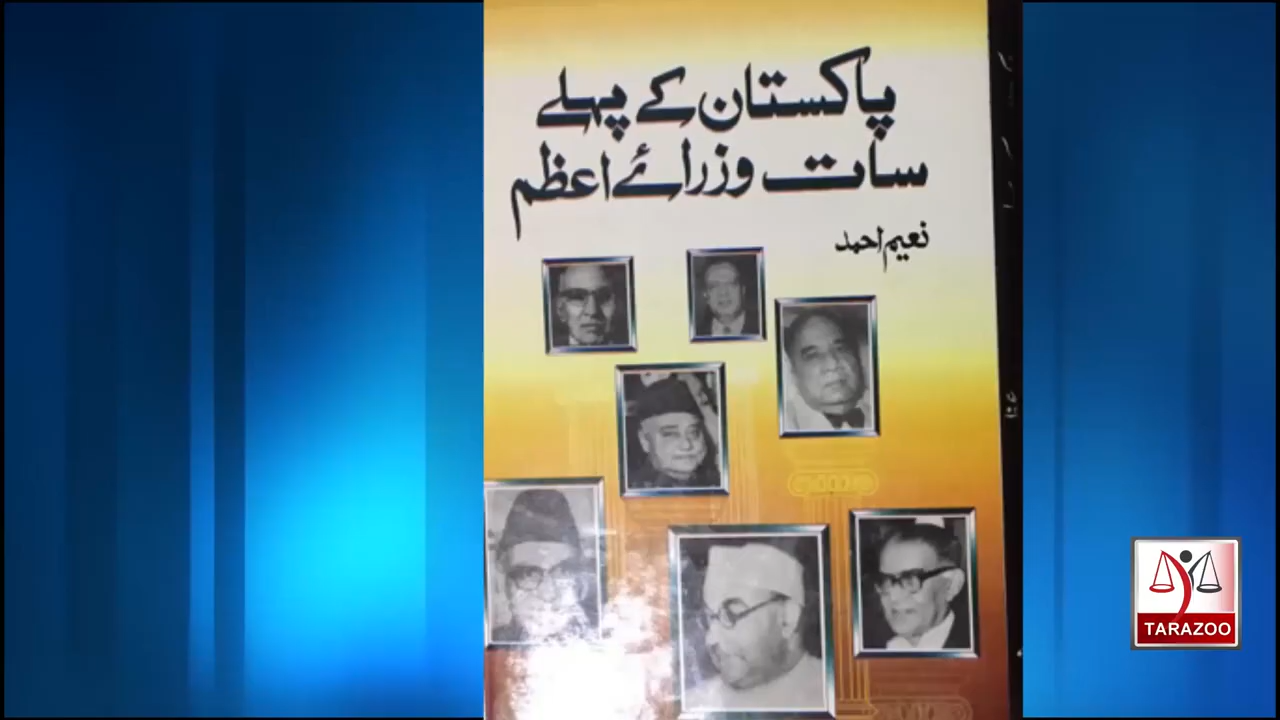 پاکستان کے پہلے
سات وزرائے اعظم
نعیم احمد
TARAZOO